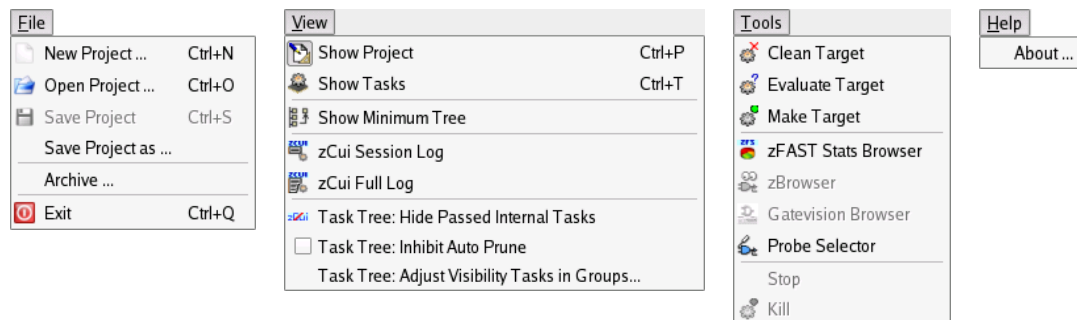 File
New Project ... Ctrl+N
Open Project ... Ctrl+O
Save Project Ctrl+S
Save Project as ...
Archive ...
Exit Ctrl+Q
View
Show Project Ctrl+P
Show Tasks Ctrl+T
Show Minimum Tree
zCui Session Log
zCui Full Log
Task Tree: Hide Passed Internal Tasks
Task Tree: Inhibit Auto Prune
Task Tree: Adjust Visibility Tasks in Groups...
Tools
Clean Target
Evaluate Target
Make Target
zFAST Stats Browser
zBrowser
Gatevision Browser
Probe Selector
Stop
Kill
Help
About ...